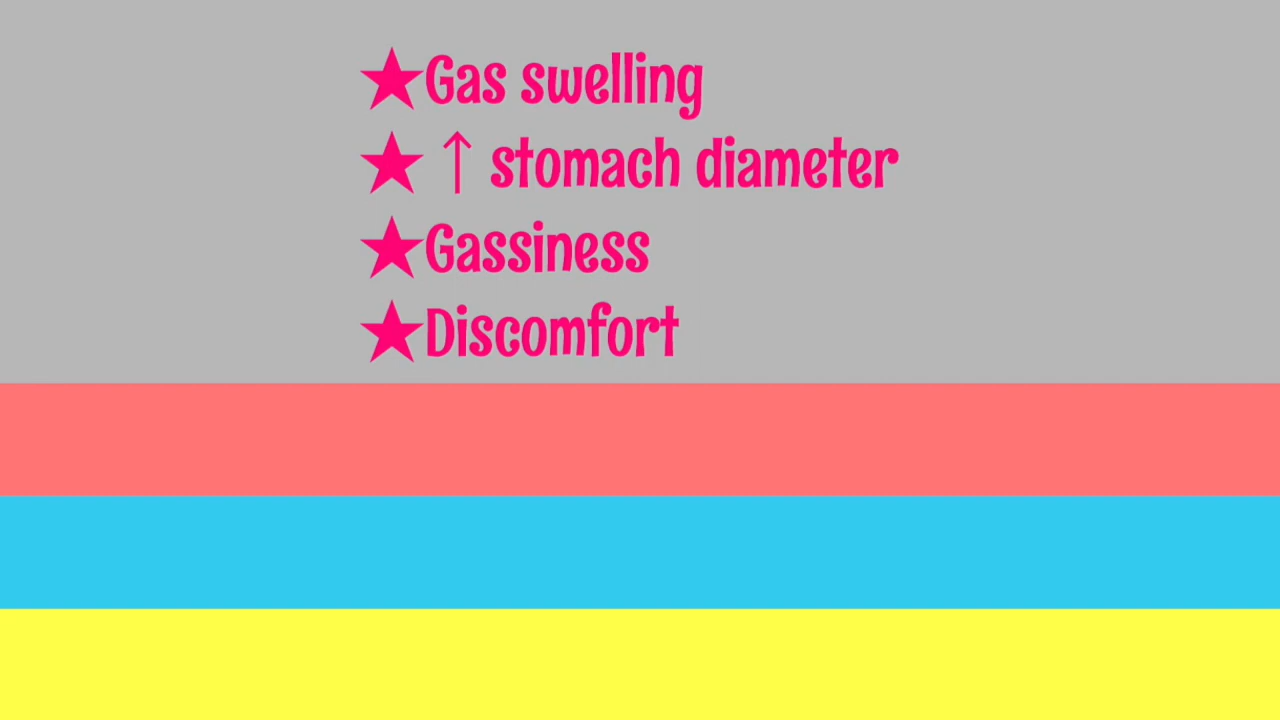 ★Gas swelling
★ ↑ stomach diameter
★Gassiness
★Discomfort